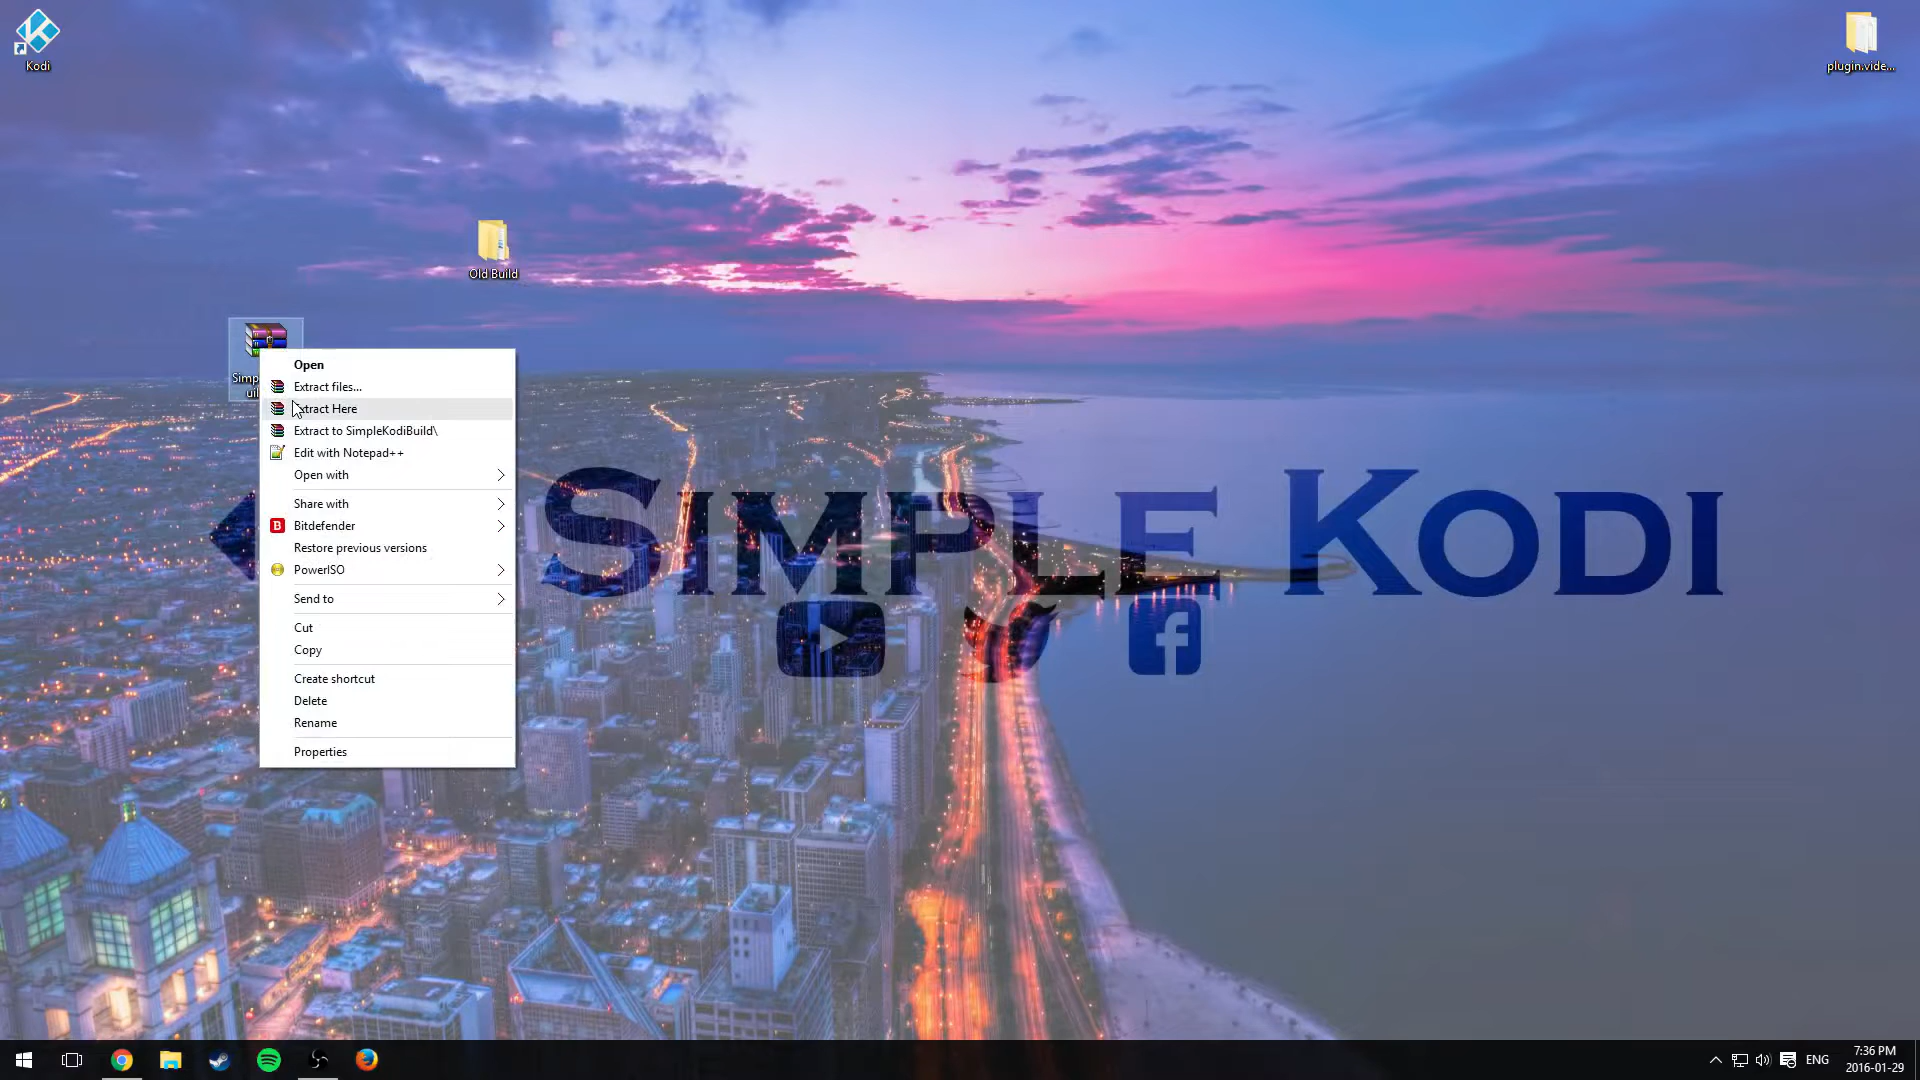 Kodi
plugin.vide...
Old Build
Open
Extract files...
Extract Here
Extract to SimpleKodiBuild\
Edit with Notepad++
Open with
Share with
B Bitdefender
Restore previous versions
PowerISO
Send to
Cut
Copy
Create shortcut
Delete
Rename
Properties
SIMPLE KODI
ENG
7:36 PM
2016-01-29